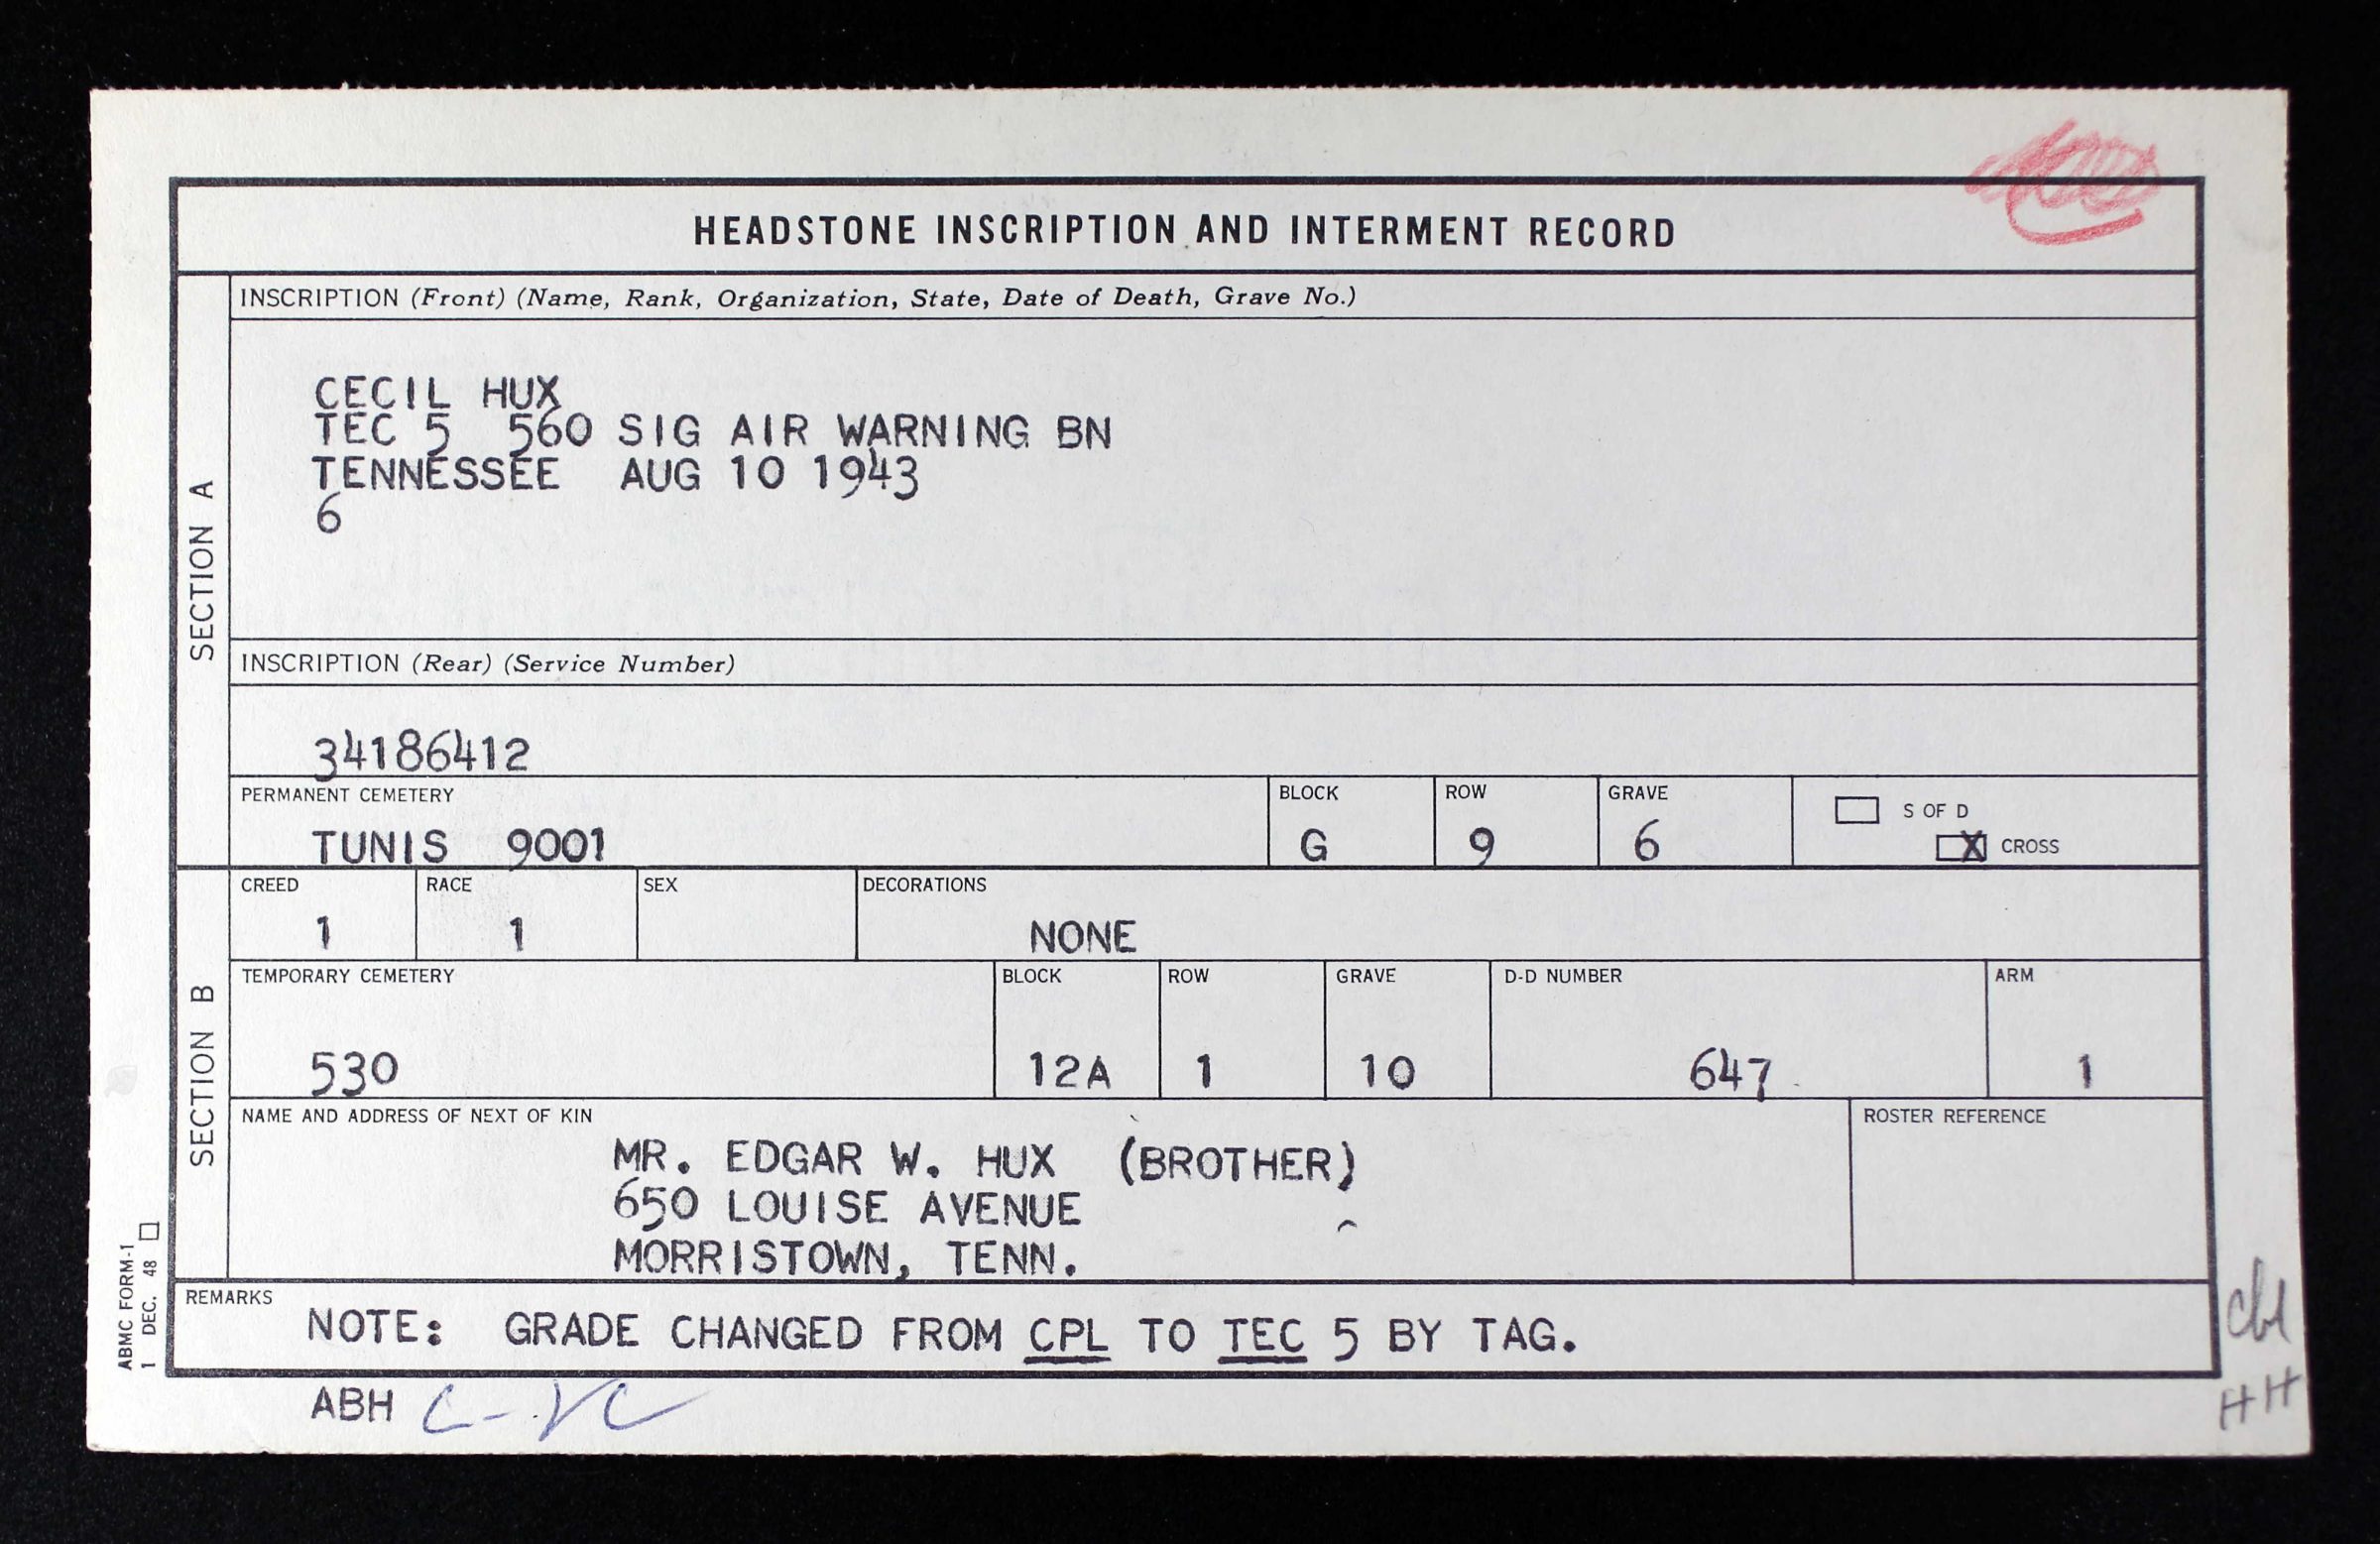 HEADSTONE INSCRIPTION AND INTERMENT RECORD
SECTION A
INSCRIPTION (Front) (Name, Rank, Organization, State, Date of Death, Grave No.)
CECIL HUX
TEC 5 560 SIG AIR WARNING BN
TENNESSEE AUG 10 1943
6
INSCRIPTION (Rear) (Service Number)
34186412
PERMANENT CEMETERY BLOCK ROW GRAVE S OF D
TUNIS 9001 G 9 6 X CROSS
SECTION B
CREED RACE SEX DECORATIONS
1 1 NONE
TEMPORARY CEMETERY BLOCK ROW GRAVE D-D NUMBER ARM
530 12A 1 10 647 1
NAME AND ADDRESS OF NEXT OF KIN ROSTER REFERENCE
MR. EDGAR W. HUX (BROTHER)
650 LOUISE AVENUE
MORRISTOWN, TENN.
REMARKS
NOTE: GRADE CHANGED FROM CPL TO TEC 5 BY TAG.
ABH
HH
ABMC FORM-1
1 DEC. 48